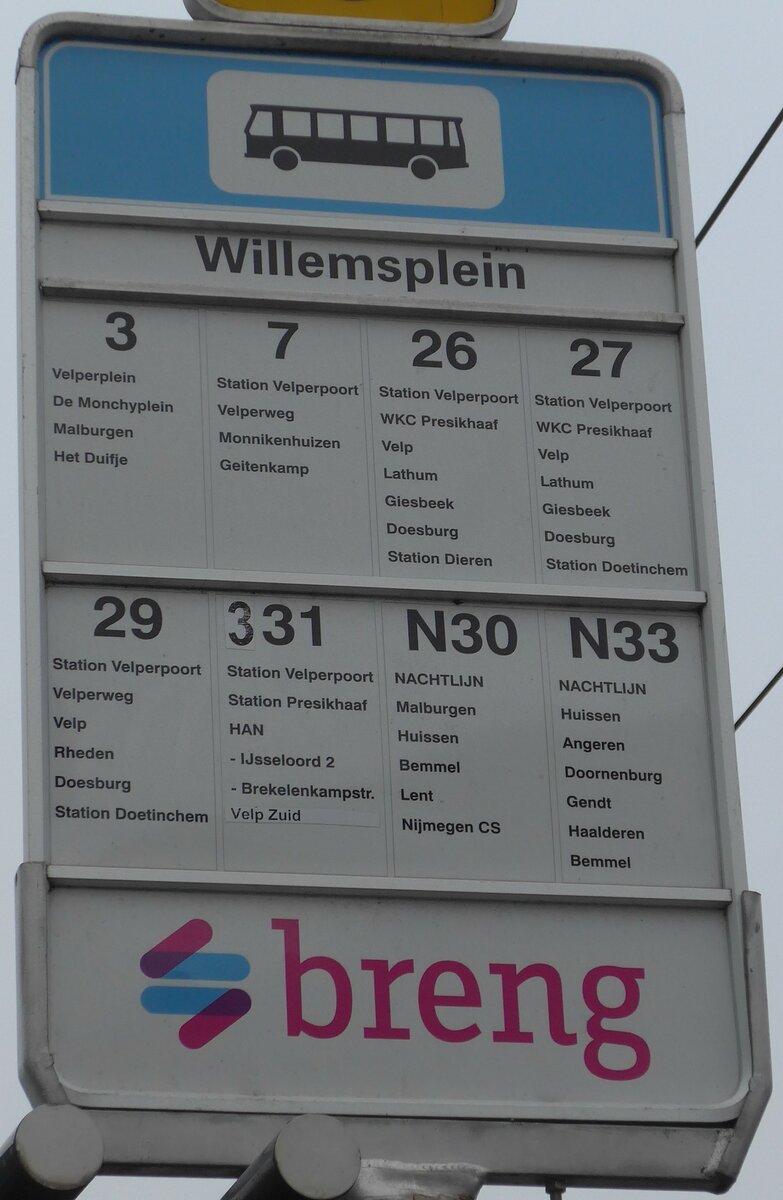 Willemsplein
3
Velperplein
De Monchyplein
Malburgen
Het Duifje
7
Station Velperpoort
Velperweg
Monnikenhuizen
Geitenkamp
26
Station Velperpoort
WKC Presikhaaf
Velp
Lathum
Giesbeek
Doesburg
Station Dieren
27
Station Velperpoort
WKC Presikhaaf
Velp
Lathum
Giesbeek
Doesburg
Station Doetinchem
29
Station Velperpoort
Velperweg
Velp
Rheden
Doesburg
Station Doetinchem
331
Station Velperpoort
Station Presikhaaf
HAN
- IJsseloord 2
- Brekelenkampstr.
Velp Zuid
N30
NACHTLIJN
Malburgen
Huissen
Bemmel
Lent
Nijmegen CS
N33
NACHTLIJN
Huissen
Angeren
Doornenburg
Gendt
Haalderen
Bemmel
breng